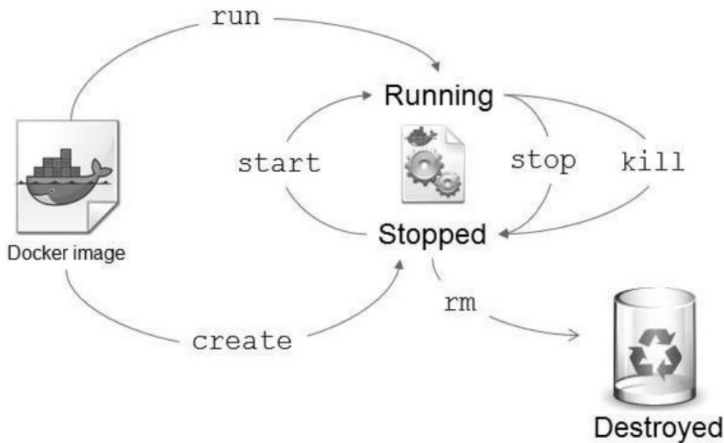 run
Running
start
stop
kill
Docker image
Stopped
rm
create
Destroyed